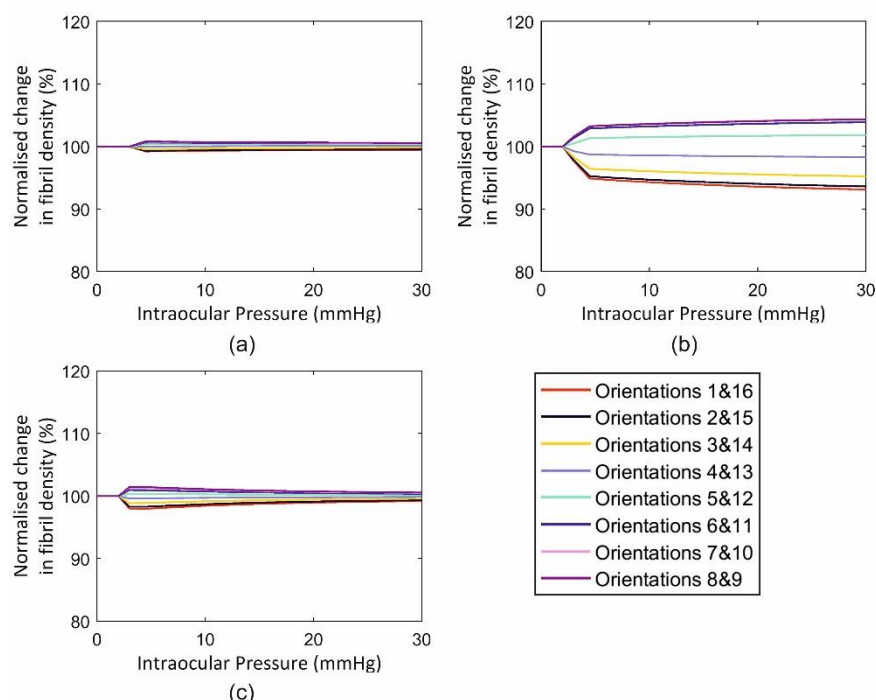 120
110
100
90
80
Normalised change
in fibril density (%)
0 10 20 30
Intraocular Pressure (mmHg)
(a)
120
110
100
90
80
Normalised change
in fibril density (%)
0 10 20 30
Intraocular Pressure (mmHg)
(b)
120
110
100
90
80
Normalised change
in fibril density (%)
0 10 20 30
Intraocular Pressure (mmHg)
(c)
Orientations 1&16
Orientations 2&15
Orientations 3&14
Orientations 4&13
Orientations 5&12
Orientations 6&11
Orientations 7&10
Orientations 8&9